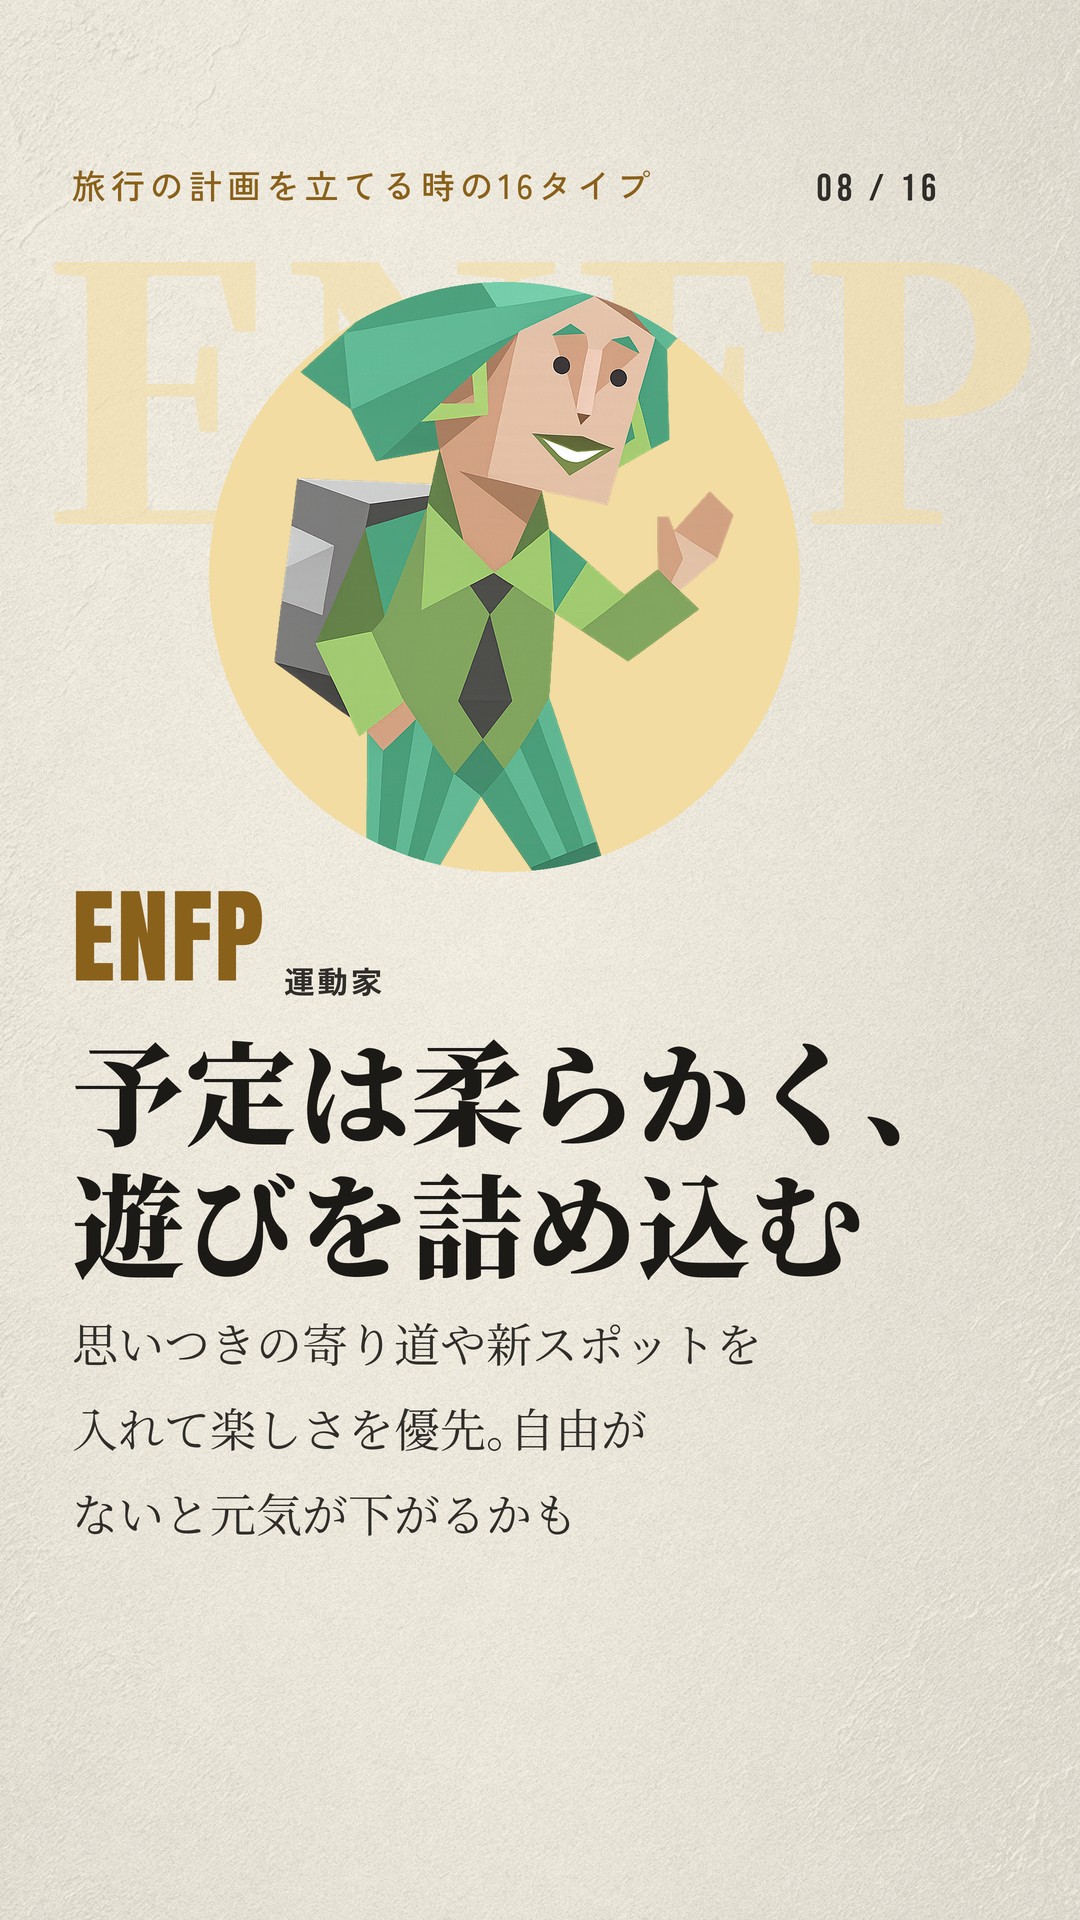 旅行の計画を立てる時の16タイプ
08 / 16
ENFP
ENFP
運動家
予定は柔らかく、
遊びを詰め込む
思いつきの寄り道や新スポットを
入れて楽しさを優先。自由が
ないと元気が下がるかも